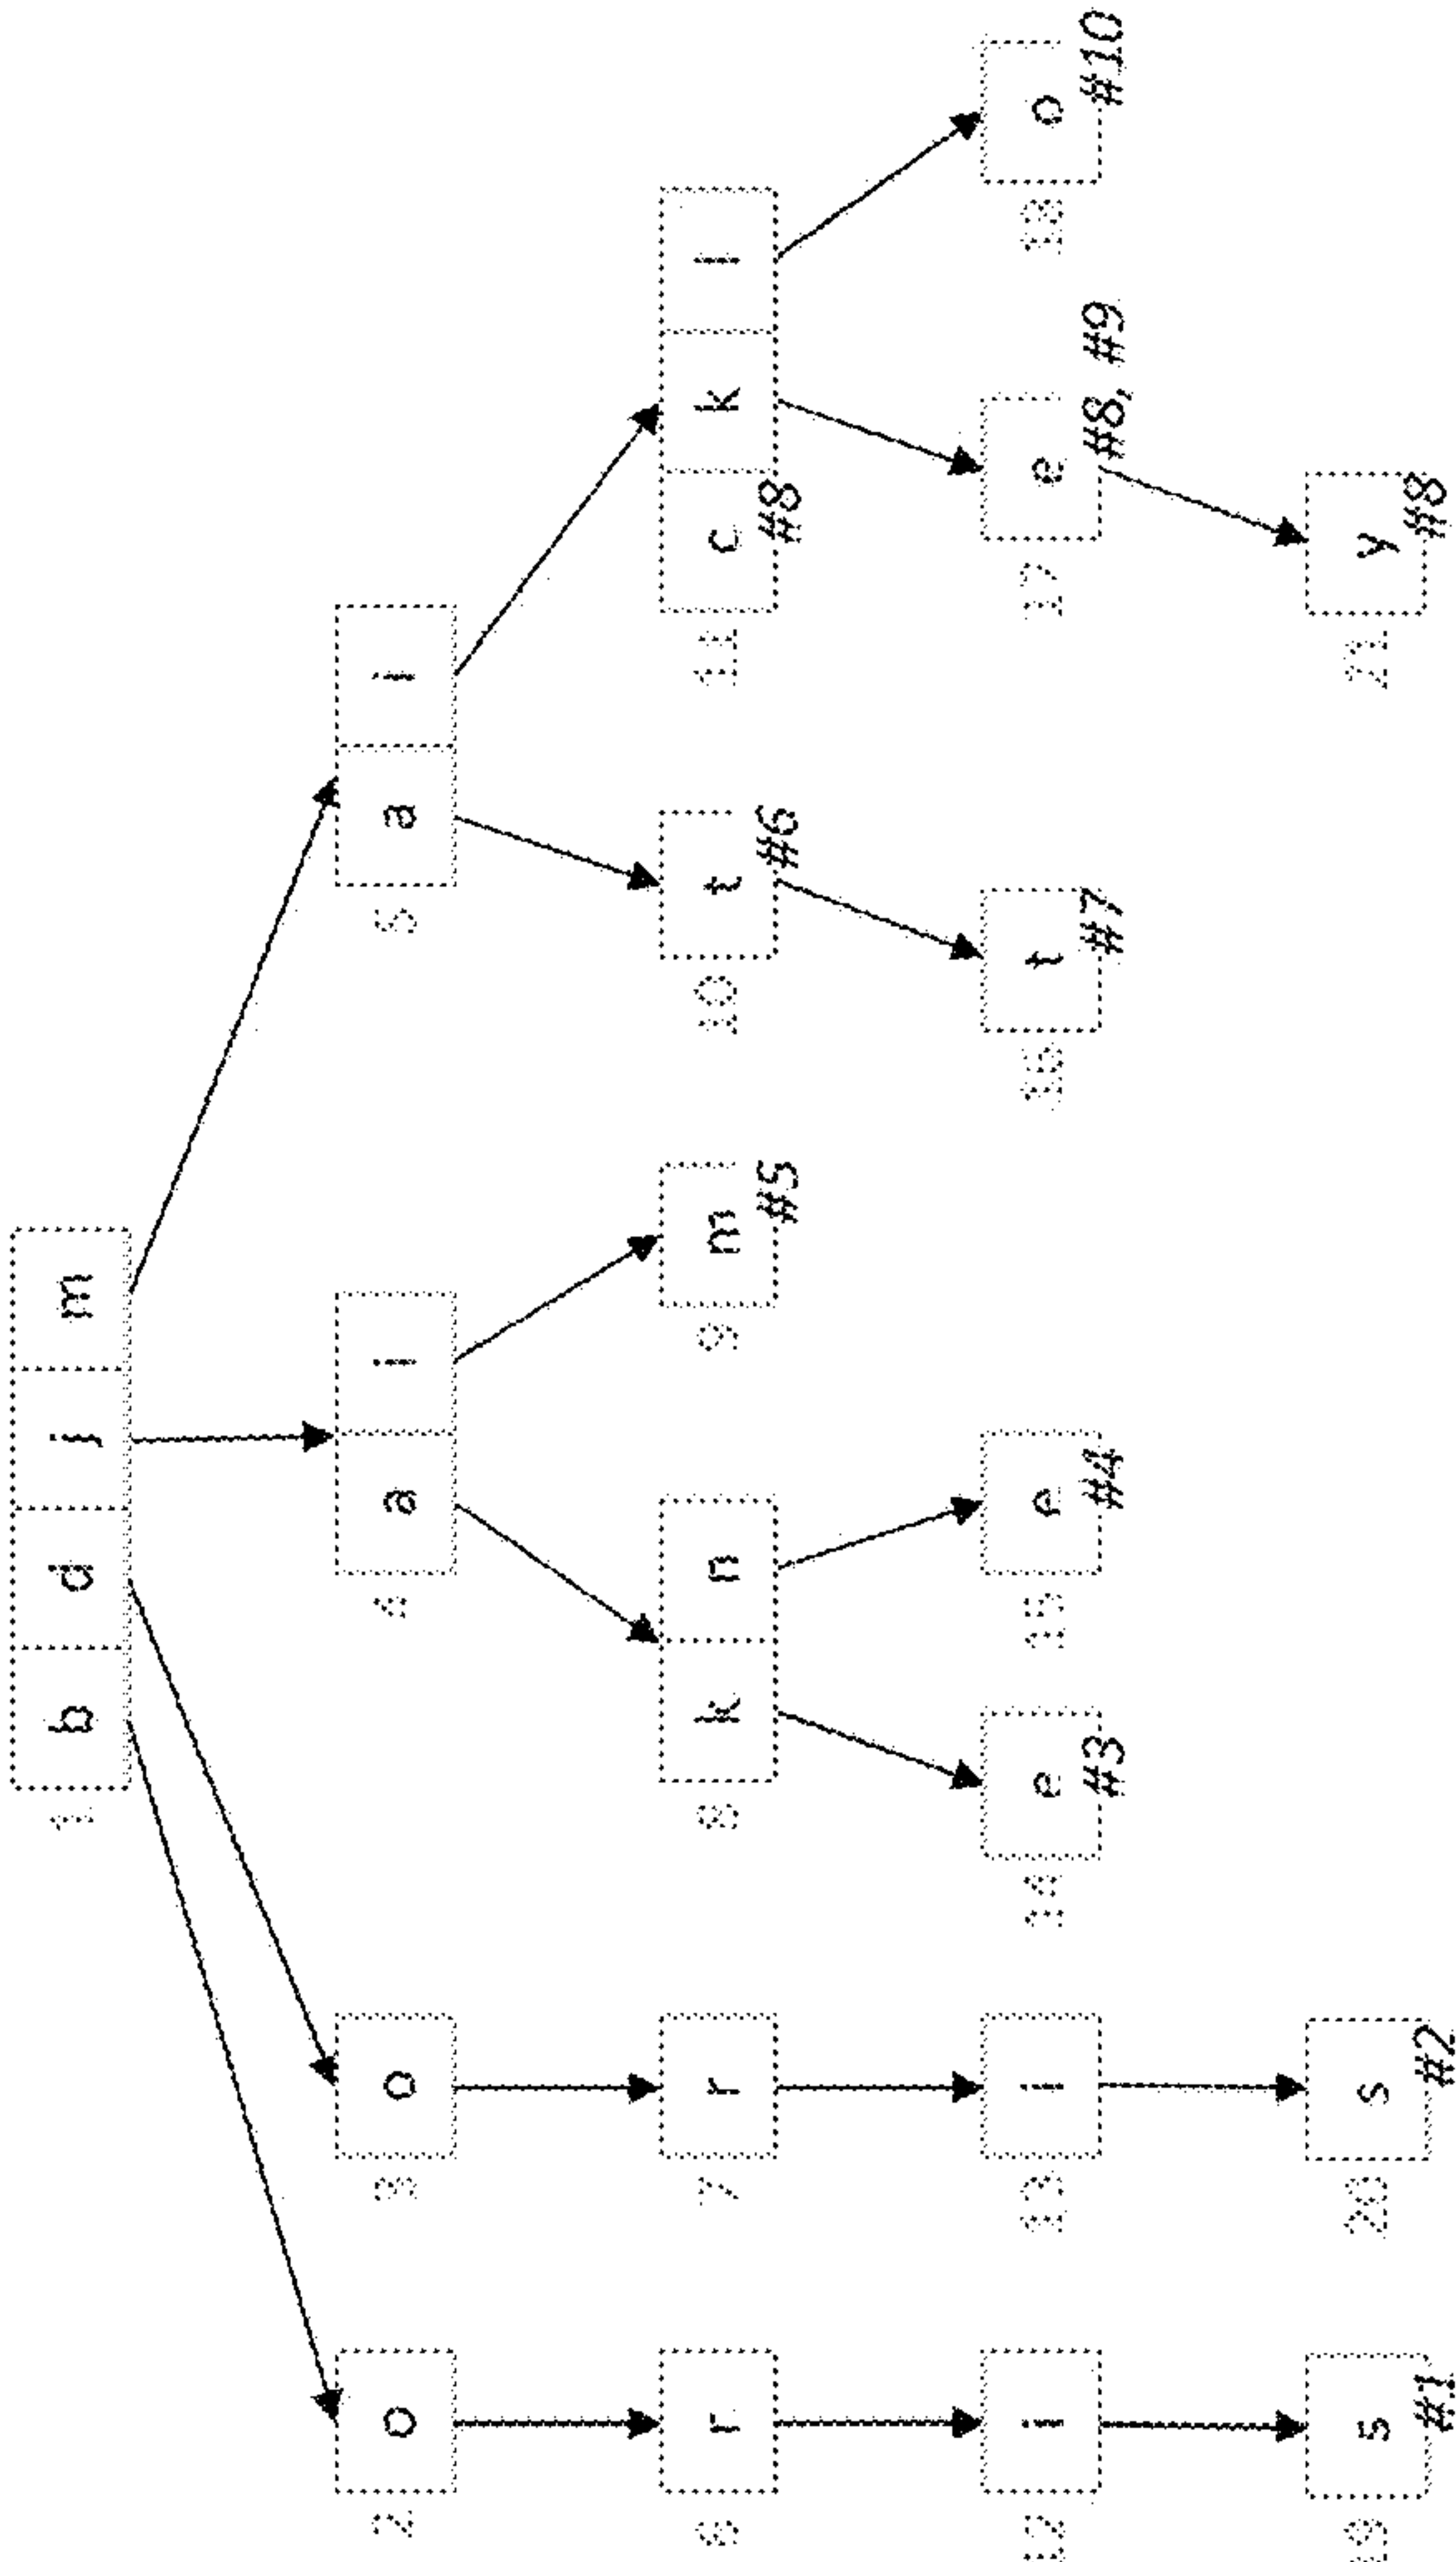 1 b d j m
2 o
3 o
4 a i
5 a i
6 r
7 r
8 k n
9 m #5
10 t #6
11 c k l
#8
12 i
13 i
14 e #3
15 e #4
16 t #7
17 e #8, #9
18 o #10
19 s #1
20 s #2
21 y #8